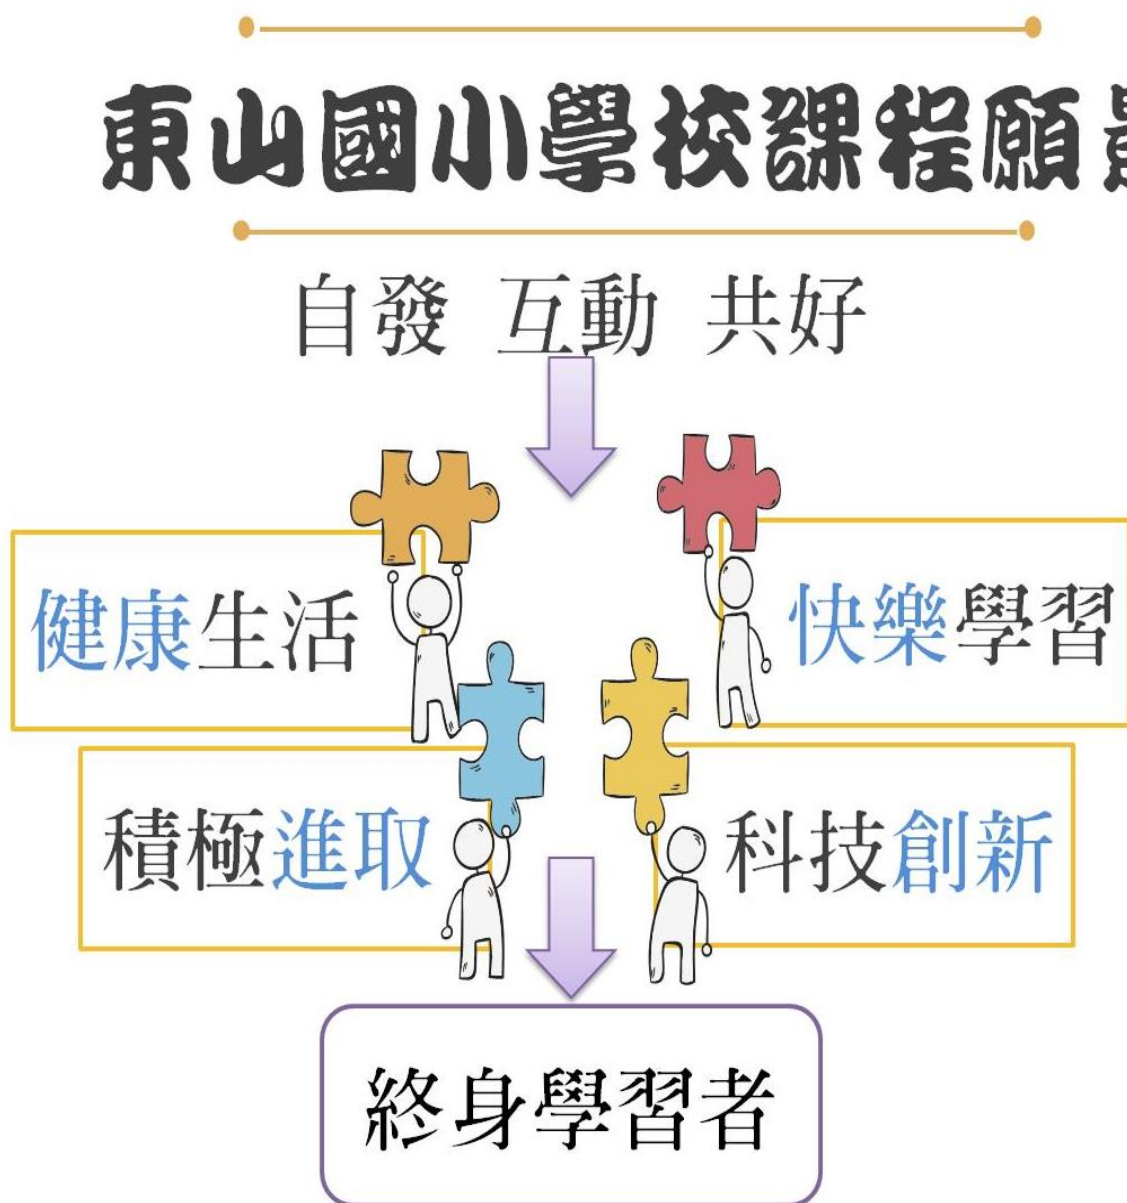 東山國小學校課程願景
自發 互動 共好
健康生活
快樂學習
積極進取
科技創新
終身學習者